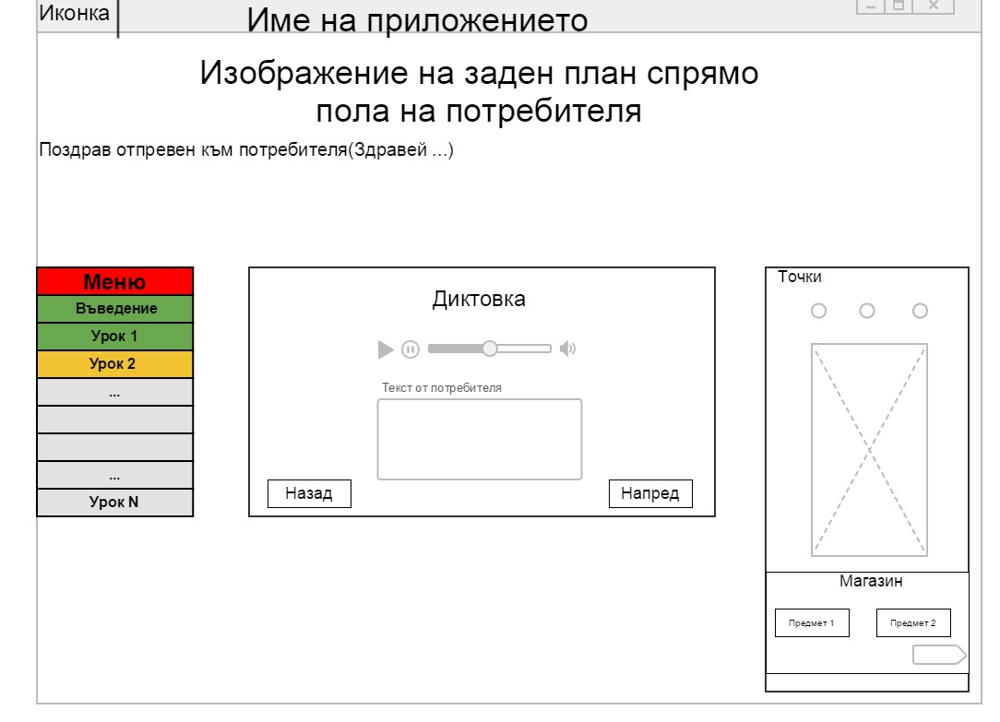 Иконка
Име на приложението
Изображение на заден план спрямо
пола на потребителя
Поздрав отпревен към потребителя(Здравей ...)
Меню
Въведение
Урок 1
Урок 2
...
...
Урок N
Диктовка
Текст от потребителя
Назад
Напред
Точки
Магазин
Предмет 1
Предмет 2